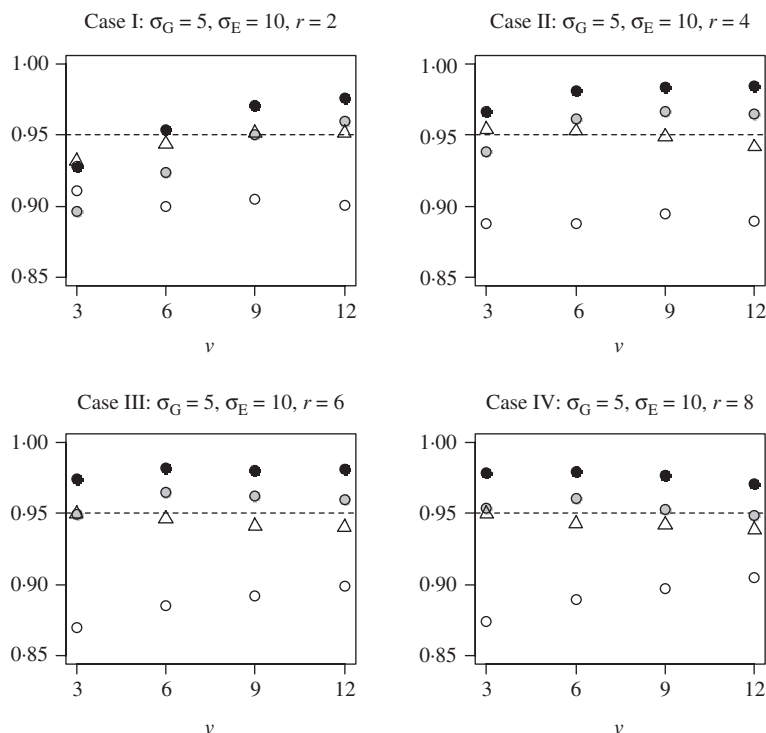 Case I: σG = 5, σE = 10, r = 2
1·00
0·95
0·90
0·85
3 6 9 12
v
Case II: σG = 5, σE = 10, r = 4
1·00
0·95
0·90
0·85
3 6 9 12
v
Case III: σG = 5, σE = 10, r = 6
1·00
0·95
0·90
0·85
3 6 9 12
v
Case IV: σG = 5, σE = 10, r = 8
1·00
0·95
0·90
0·85
3 6 9 12
v